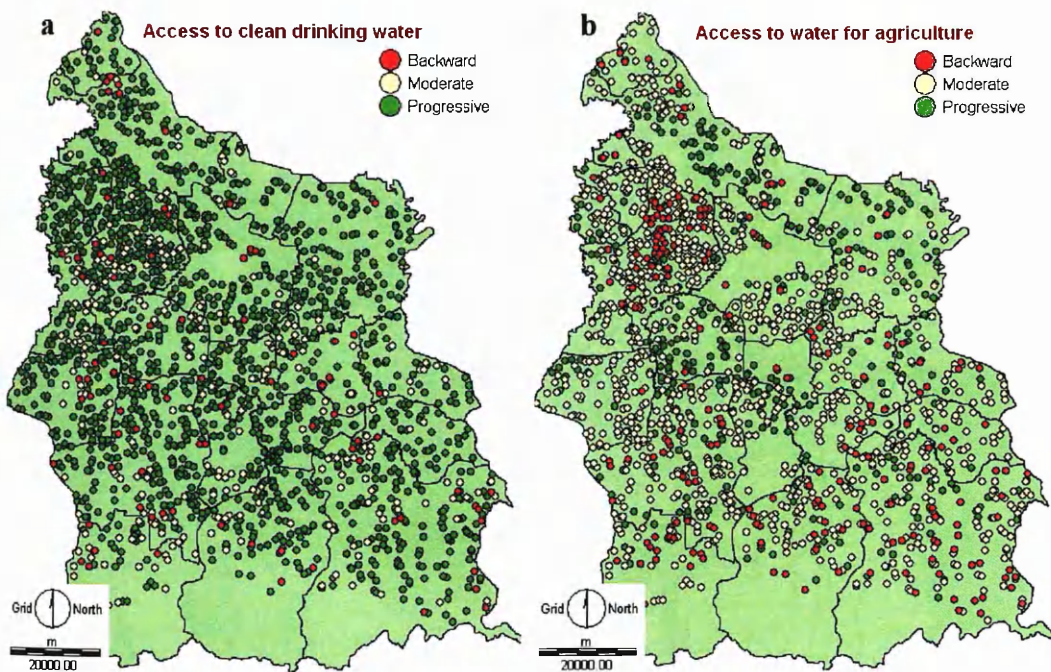 a
Access to clean drinking water
Backward
Moderate
Progressive
Grid North
m
20000.00
b
Access to water for agriculture
Backward
Moderate
Progressive
Grid North
m
20000.00